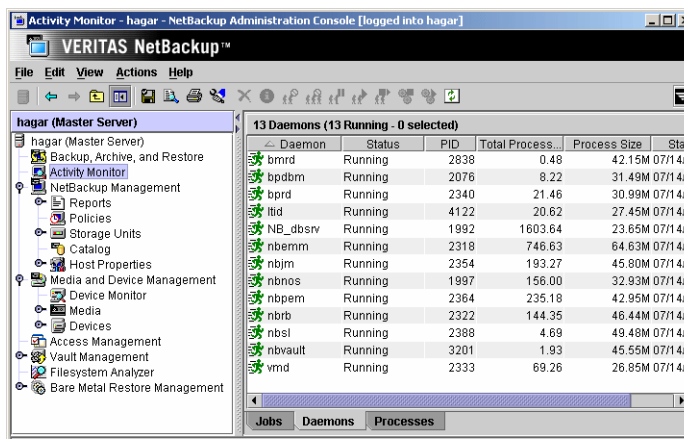 Activity Monitor - hagar - NetBackup Administration Console [logged into hagar]
VERITAS NetBackup™
File Edit View Actions Help
hagar (Master Server)
hagar (Master Server)
Backup, Archive, and Restore
Activity Monitor
NetBackup Management
Reports
Policies
Storage Units
Catalog
Host Properties
Media and Device Management
Device Monitor
Media
Devices
Access Management
Vault Management
Filesystem Analyzer
Bare Metal Restore Management
13 Daemons (13 Running - 0 selected)
Daemon Status PID Total Process... Process Size Sta
bmrd Running 2838 0.48 42.15M 07/14/
bpdbm Running 2076 8.22 31.49M 07/14/
bprd Running 2340 21.46 30.99M 07/14/
ltid Running 4122 20.62 27.45M 07/14/
NB_dbsrv Running 1992 1603.64 23.65M 07/14/
nbemm Running 2318 746.63 64.63M 07/14/
nbjm Running 2354 193.27 45.80M 07/14/
nbnos Running 1997 156.00 32.93M 07/14/
nbpem Running 2364 235.18 42.95M 07/14/
nbrb Running 2322 144.35 46.44M 07/14/
nbsl Running 2388 4.69 49.48M 07/14/
nbvault Running 3201 1.93 45.55M 07/14/
vmd Running 2333 69.26 26.85M 07/14/
Jobs Daemons Processes